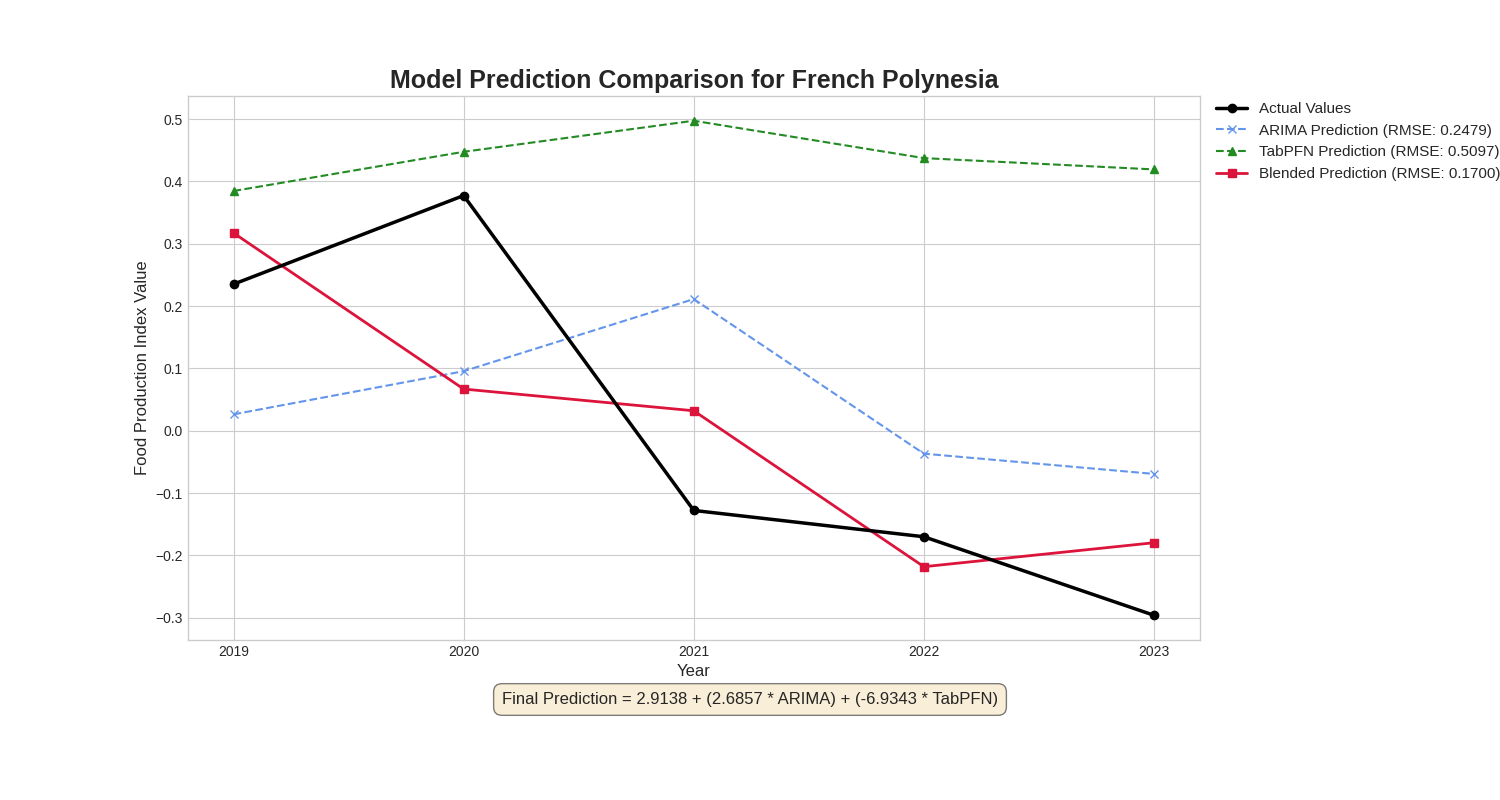 Model Prediction Comparison for French Polynesia
Actual Values
ARIMA Prediction (RMSE: 0.2479)
TabPFN Prediction (RMSE: 0.5097)
Blended Prediction (RMSE: 0.1700)
Food Production Index Value
0.5
0.4
0.3
0.2
0.1
0.0
−0.1
−0.2
−0.3
2019 2020 2021 2022 2023
Year
Final Prediction = 2.9138 + (2.6857 * ARIMA) + (-6.9343 * TabPFN)